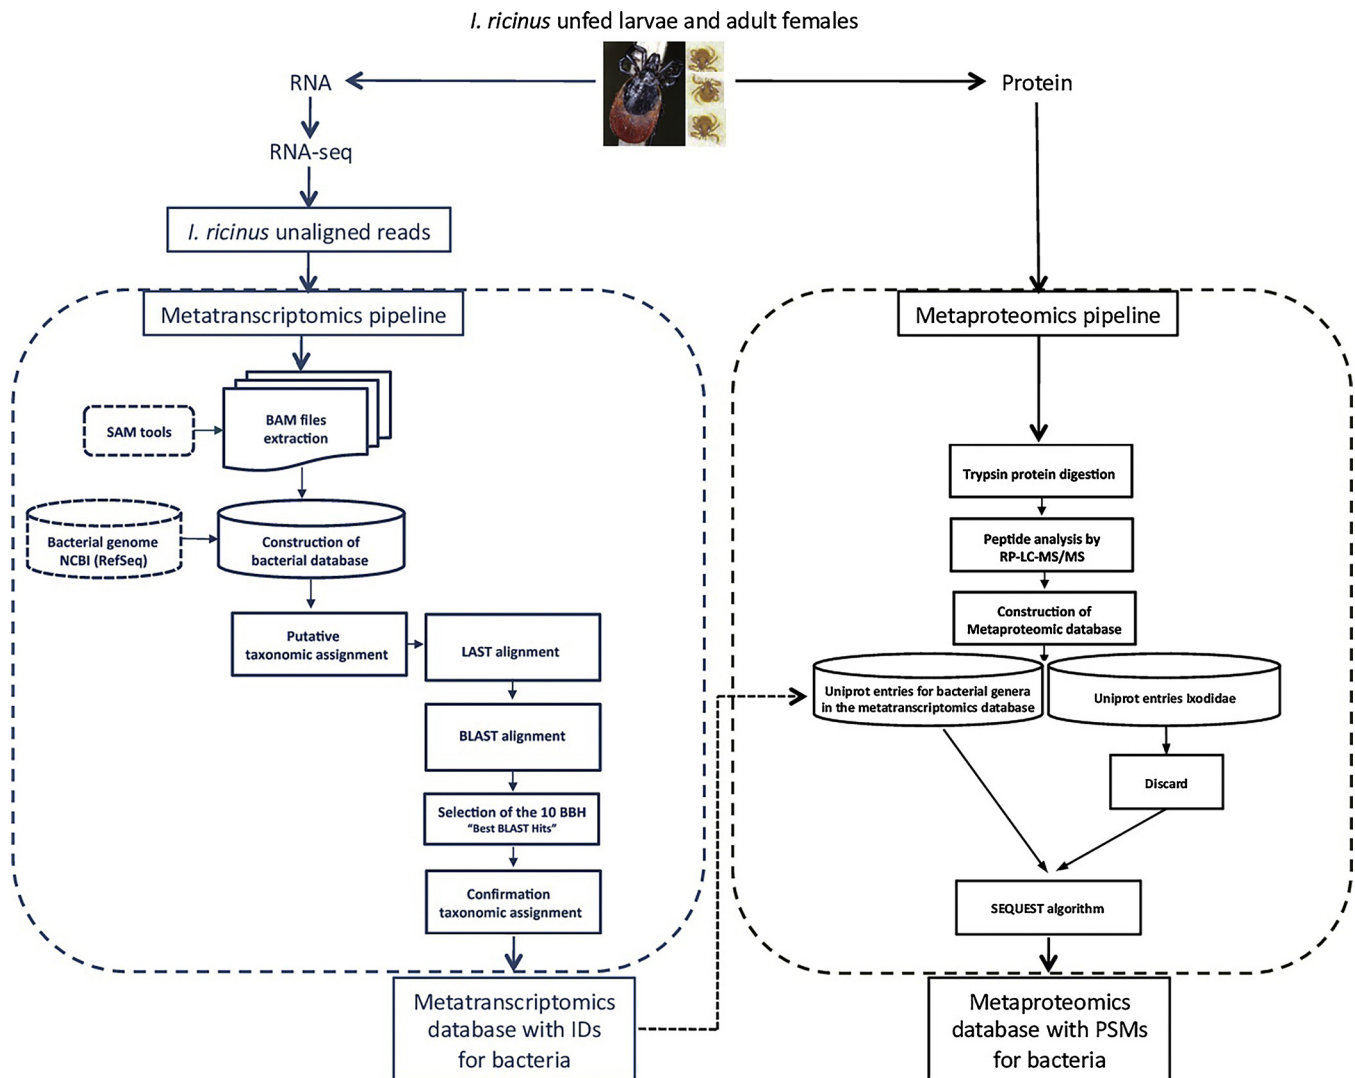 I. ricinus unfed larvae and adult females
RNA
Protein
RNA-seq
I. ricinus unaligned reads
Metatranscriptomics pipeline
BAM files
extraction
SAM tools
Bacterial genome
NCBI (RefSeq)
Construction of
bacterial database
Putative
taxonomic assignment
LAST alignment
BLAST alignment
Selection of the 10 BBH
“Best BLAST Hits”
Confirmation
taxonomic assignment
Metatranscriptomics
database with IDs
for bacteria
Metaproteomics pipeline
Trypsin protein digestion
Peptide analysis by
RP-LC-MS/MS
Construction of
Metaproteomic database
Uniprot entries for bacterial genera
in the metatranscriptomics database
Uniprot entries Ixodidae
Discard
SEQUEST algorithm
Metaproteomics
database with PSMs
for bacteria